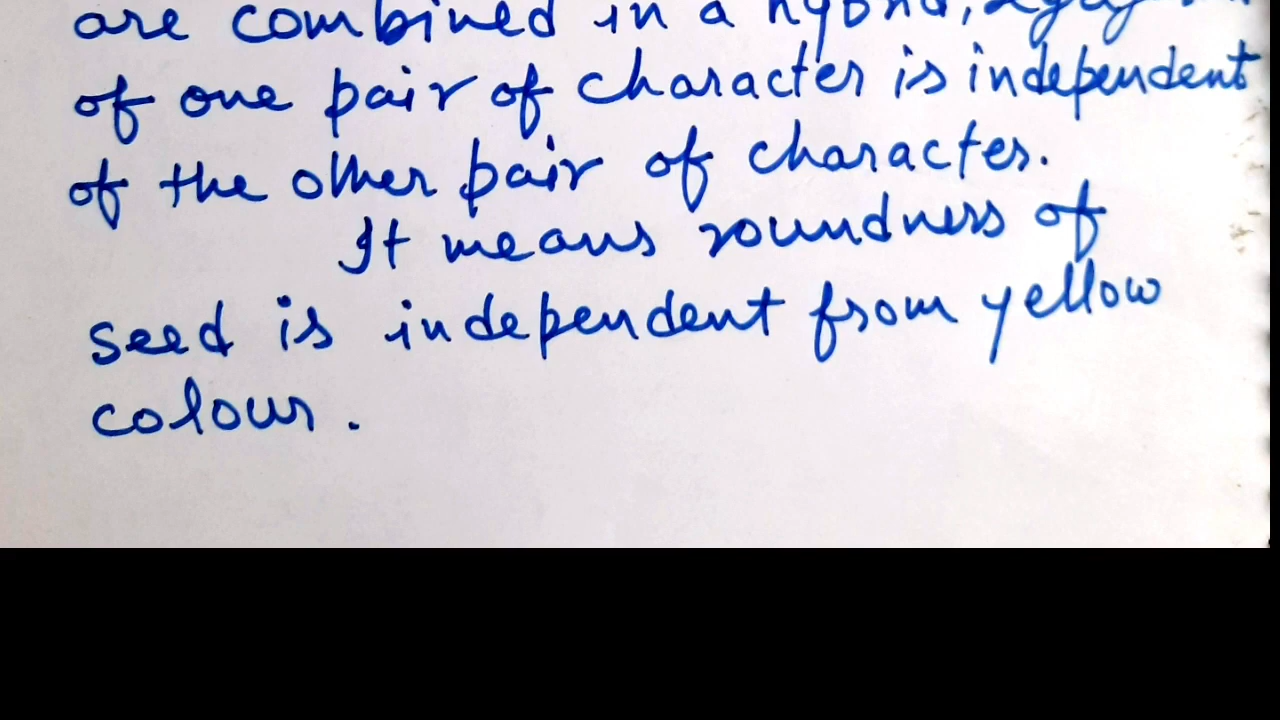 are combined in a hybrid,
of one pair of character is independent
of the other pair of character.
It means roundness of
seed is independent from yellow
colour.